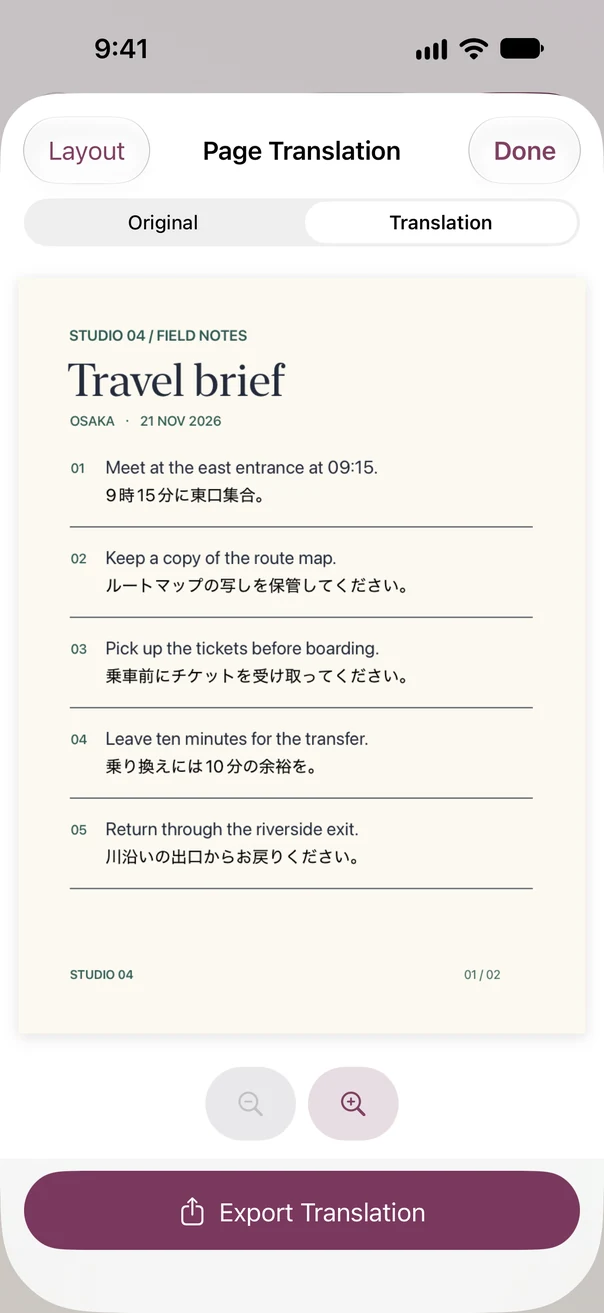 9:41
Layout
Page Translation
Done
Original
Translation
STUDIO 04 / FIELD NOTES
Travel brief
OSAKA · 21 NOV 2026
01 Meet at the east entrance at 09:15.
9時15分に東口集合。
02 Keep a copy of the route map.
ルートマップの写しを保管してください。
03 Pick up the tickets before boarding.
乗車前にチケットを受け取ってください。
04 Leave ten minutes for the transfer.
乗り換えには10分の余裕を。
05 Return through the riverside exit.
川沿いの出口からお戻りください。
STUDIO 04
01 / 02
Export Translation